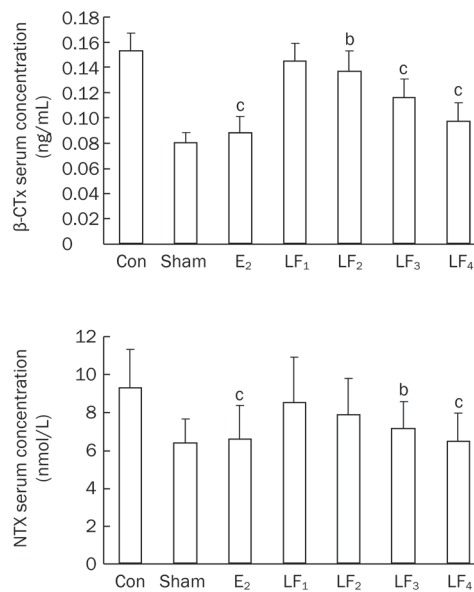 β-CTx serum concentration
(ng/mL)
0.18
0.16
0.14
0.12
0.10
0.08
0.06
0.04
0.02
0
c
b
c
c
Con Sham E₂ LF₁ LF₂ LF₃ LF₄
NTX serum concentration
(nmol/L)
12
10
8
6
4
2
0
c
b
c
Con Sham E₂ LF₁ LF₂ LF₃ LF₄